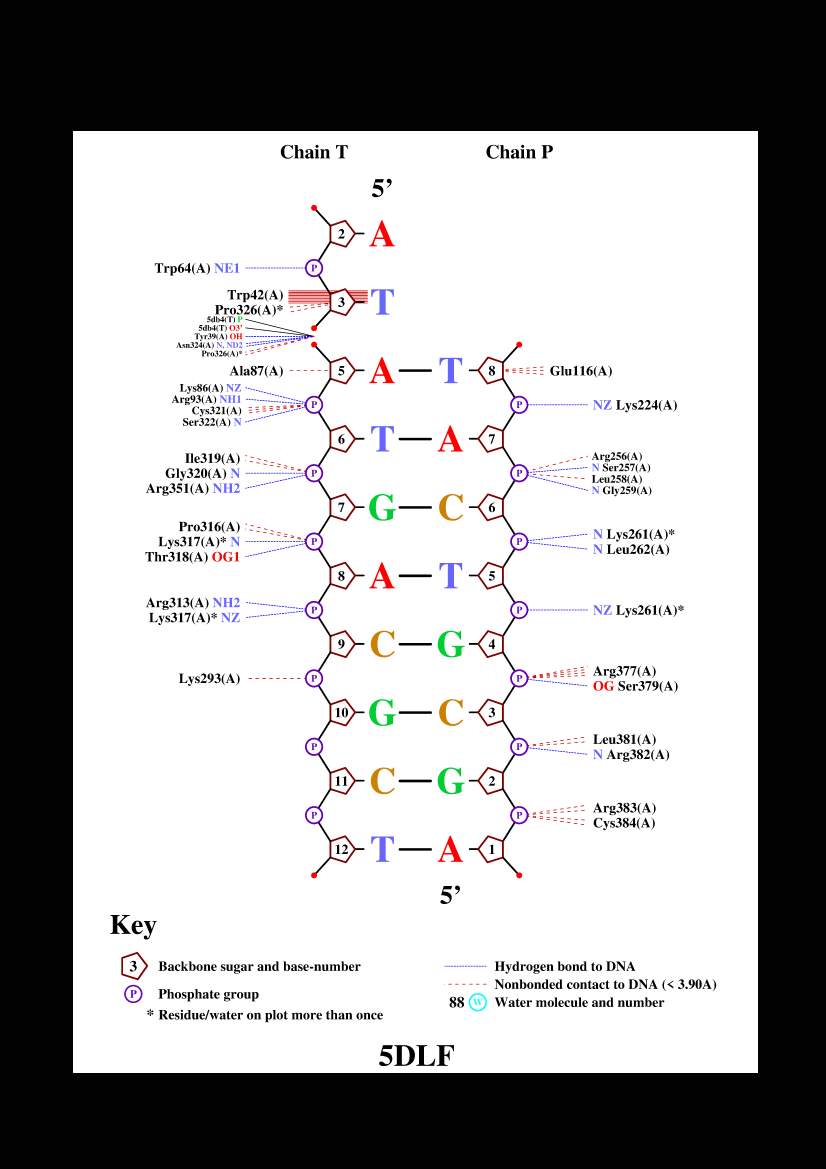 Chain T Chain P
5’
2 A
Trp64(A) NE1 P
Trp42(A)
3 T
Pro326(A)*
5db4(T) P
5db4(T) O3'
Tyr39(A) OH
Asn324(A) N, ND2
Pro326(A)*
Ala87(A) 5 A T 8 Glu116(A)
Lys86(A) NZ
Arg93(A) NH1 P P NZ Lys224(A)
Cys321(A)
Ser322(A) N
6 T A 7
Ile319(A) Arg256(A)
Gly320(A) N P P N Ser257(A)
Leu258(A)
Arg351(A) NH2 N Gly259(A)
7 G C 6
Pro316(A) N Lys261(A)*
Lys317(A)* N P P
Thr318(A) OG1 N Leu262(A)
8 A T 5
Arg313(A) NH2 P P NZ Lys261(A)*
Lys317(A)* NZ
9 C G 4
Lys293(A) P P Arg377(A)
OG Ser379(A)
10 G C 3
P P Leu381(A)
N Arg382(A)
11 C G 2
P P Arg383(A)
Cys384(A)
12 T A 1
5’
Key
3 Backbone sugar and base-number Hydrogen bond to DNA
Nonbonded contact to DNA (< 3.90A)
P Phosphate group 88 W Water molecule and number
* Residue/water on plot more than once
5DLF